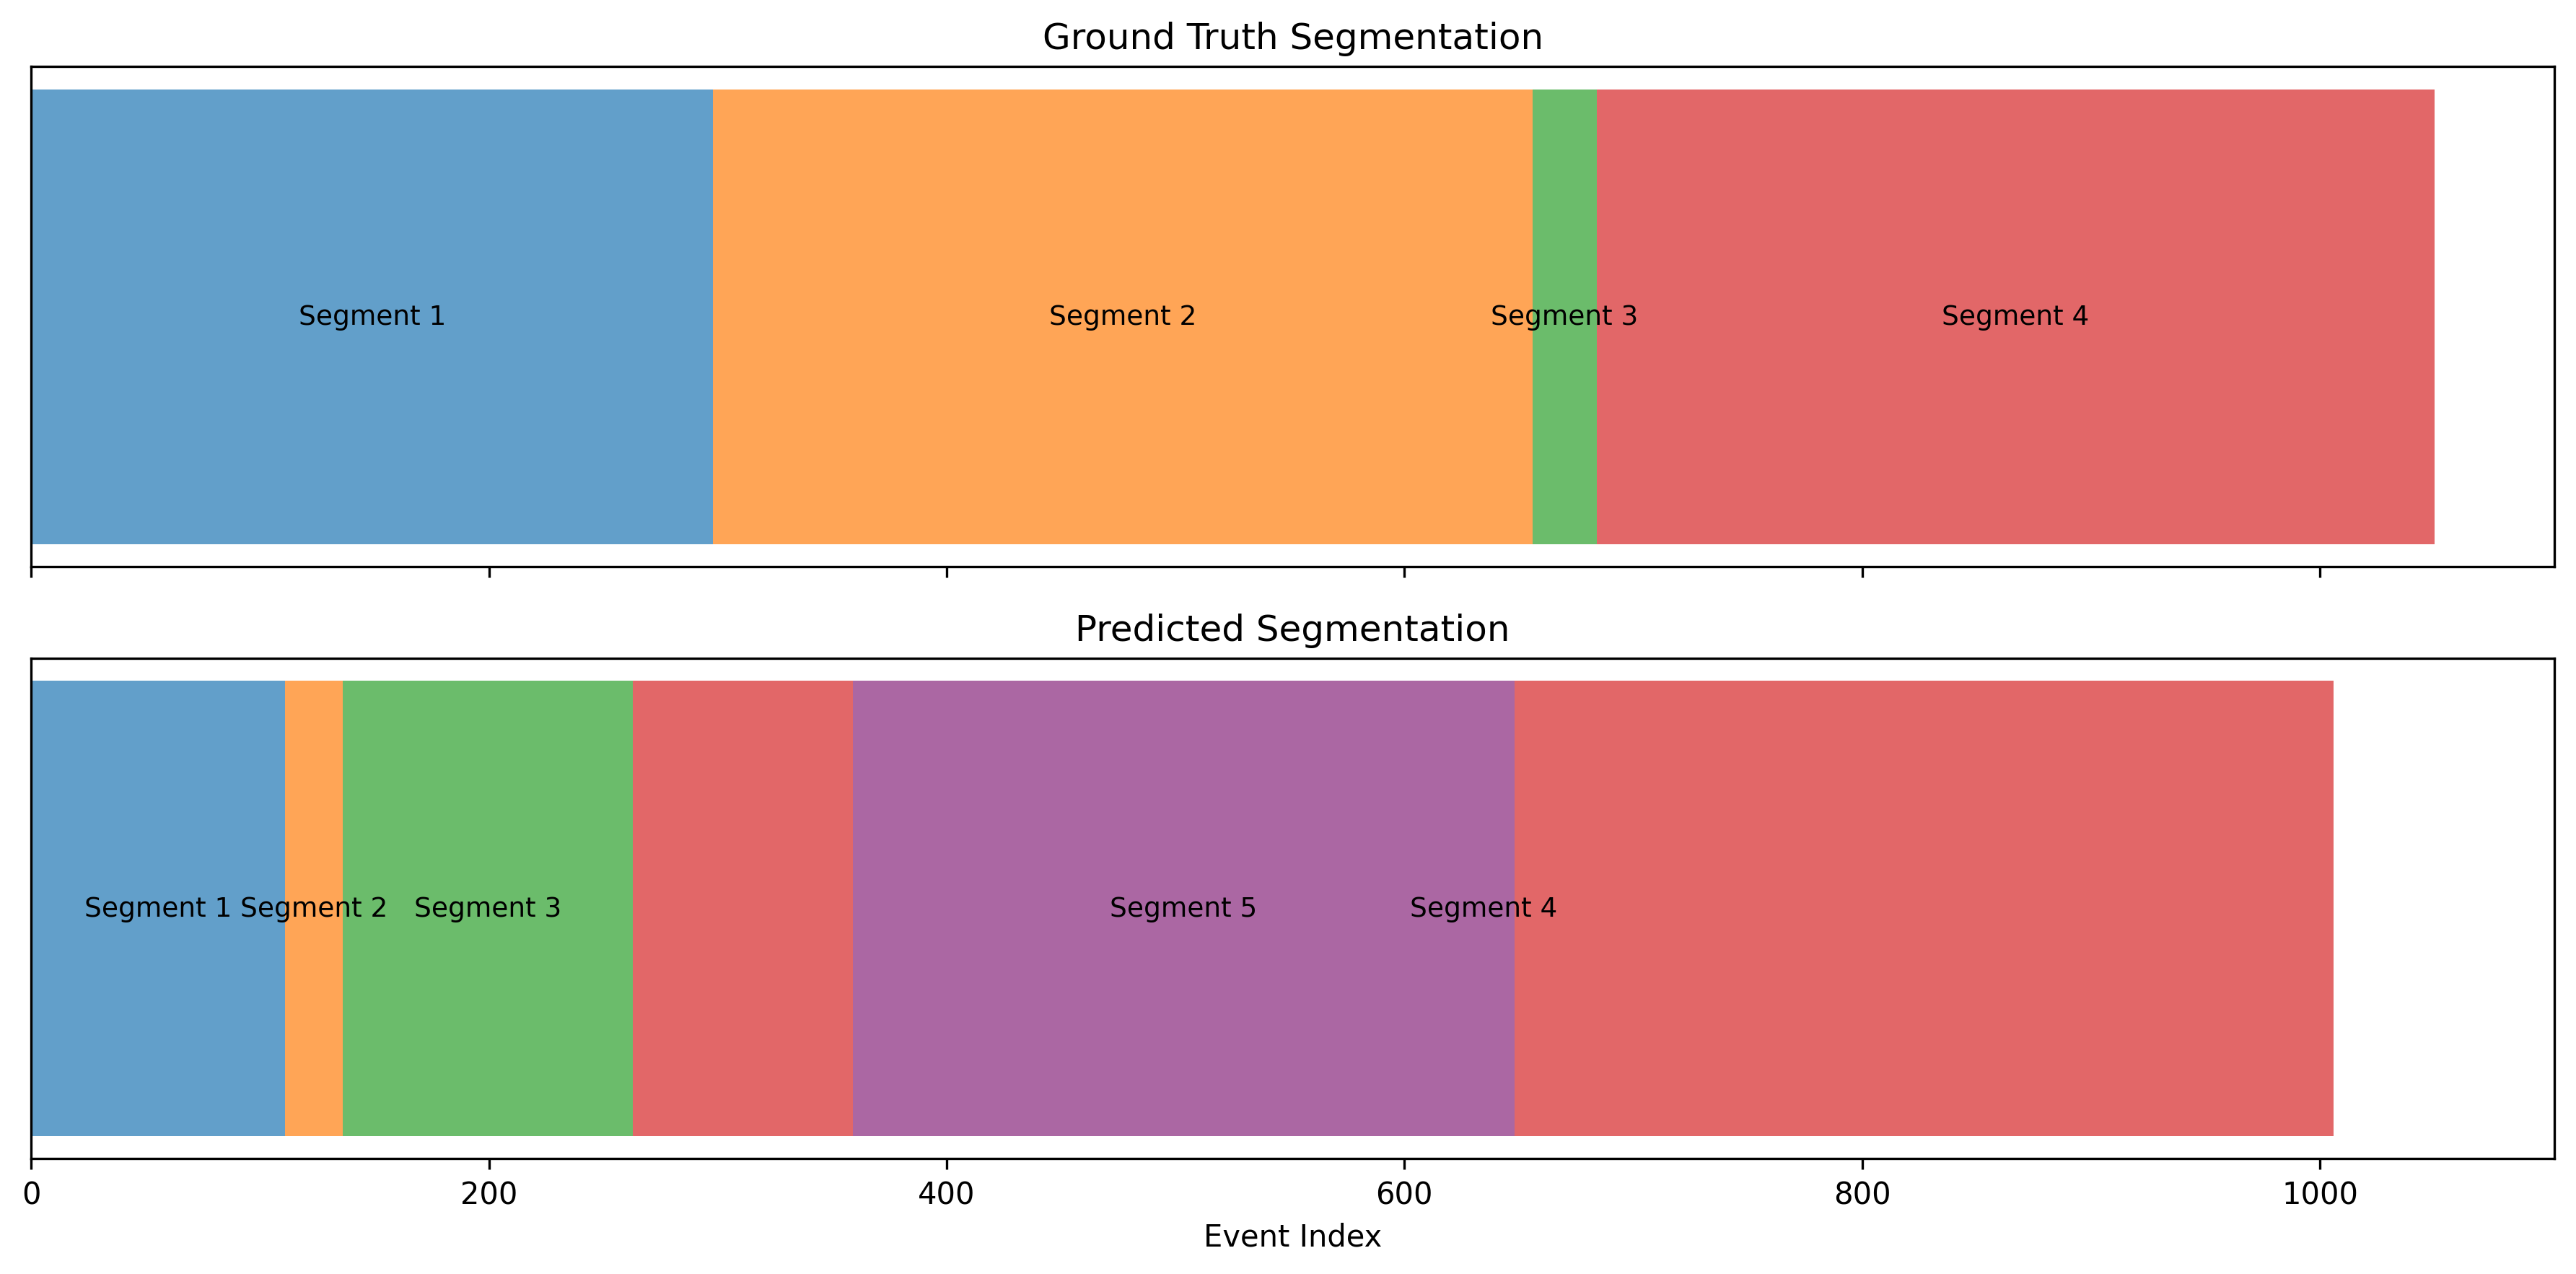 Ground Truth Segmentation
Segment 1 Segment 2 Segment 3 Segment 4
Predicted Segmentation
Segment 1 Segment 2 Segment 3 Segment 5 Segment 4
0 200 400 600 800 1000
Event Index